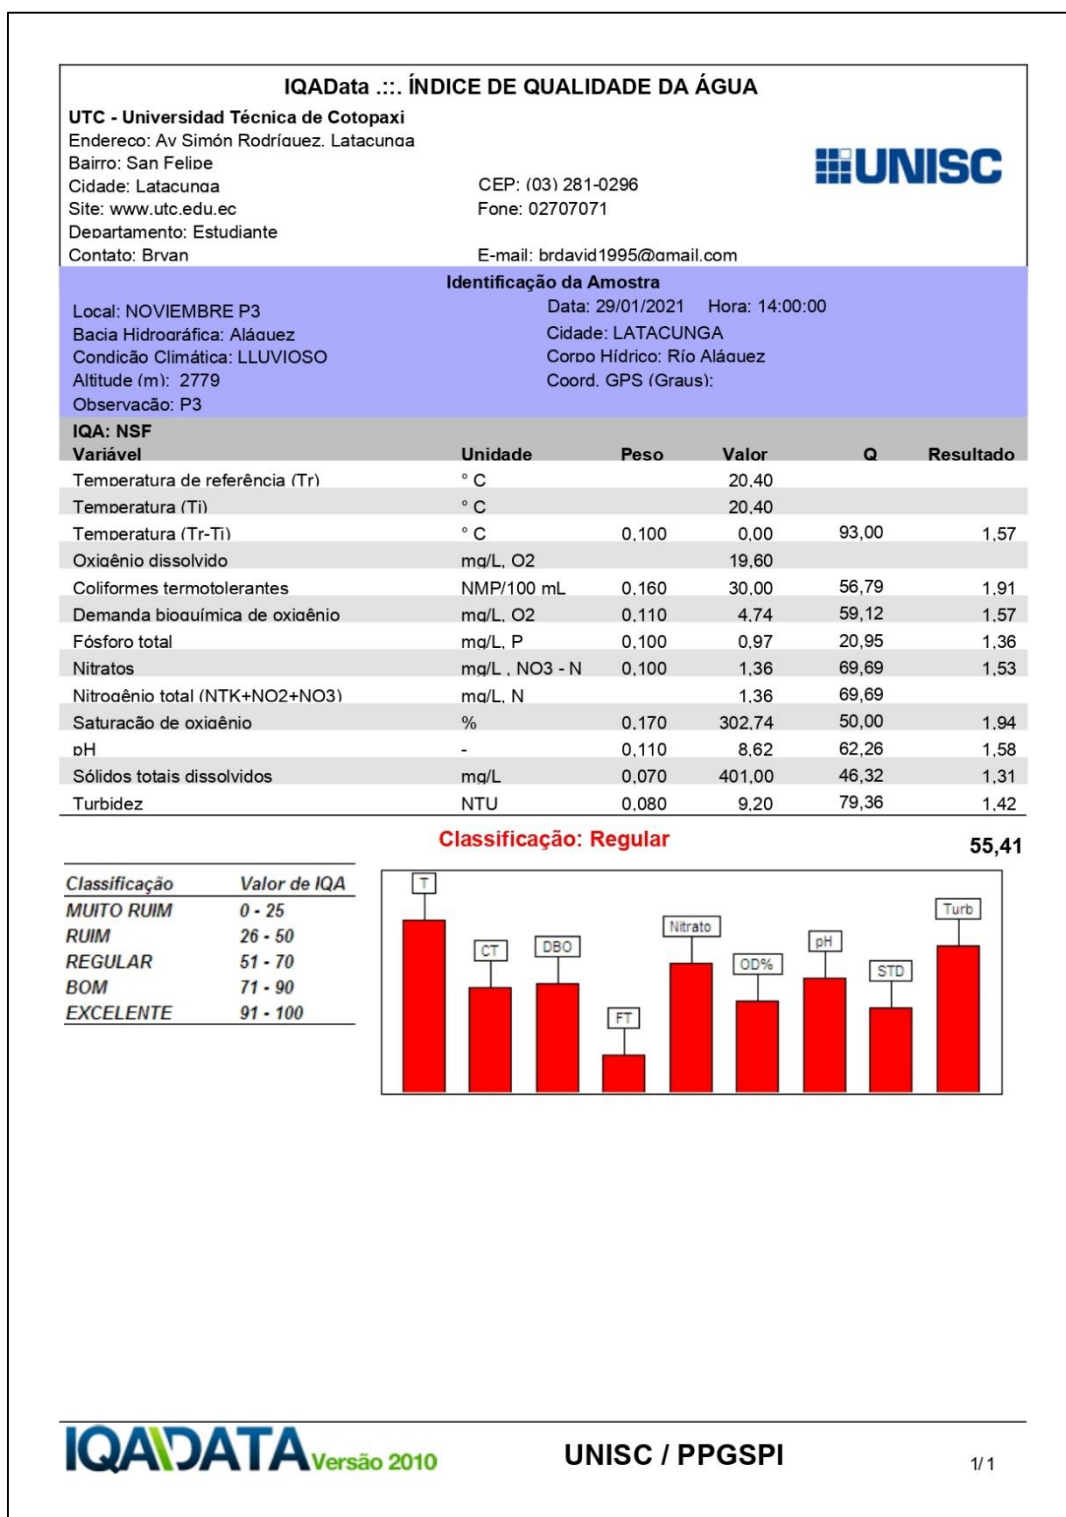 IQAData .::. ÍNDICE DE QUALIDADE DA ÁGUA
UTC - Universidad Técnica de Cotopaxi
Endereco: Av Simón Rodríguez. Latacunga
Bairro: San Felipe
Cidade: Latacunga CEP: (03) 281-0296
Site: www.utc.edu.ec Fone: 02707071
Departamento: Estudiante
Contato: Bryan E-mail: brdavid1995@gmail.com
UNISC
Identificação da Amostra
Local: NOVIEMBRE P3 Data: 29/01/2021 Hora: 14:00:00
Bacia Hidrográfica: Aláquez Cidade: LATACUNGA
Condicão Climática: LLUVIOSO Corpo Hídrico: Río Aláquez
Altitude (m): 2779 Coord. GPS (Graus):
Observacão: P3
IQA: NSF
Variável Unidade Peso Valor Q Resultado
Temperatura de referência (Tr) ° C 20,40
Temperatura (Ti) ° C 20,40
Temperatura (Tr-Ti) ° C 0,100 0,00 93,00 1,57
Oxigênio dissolvido mg/L, O2 19,60
Coliformes termotolerantes NMP/100 mL 0,160 30,00 56,79 1,91
Demanda bioquímica de oxigênio mg/L, O2 0,110 4,74 59,12 1,57
Fósforo total mg/L, P 0,100 0,97 20,95 1,36
Nitratos mg/L , NO3 - N 0,100 1,36 69,69 1,53
Nitrogênio total (NTK+NO2+NO3) mg/L, N 1,36 69,69
Saturacão de oxigênio % 0,170 302,74 50,00 1,94
pH - 0,110 8,62 62,26 1,58
Sólidos totais dissolvidos mg/L 0,070 401,00 46,32 1,31
Turbidez NTU 0,080 9,20 79,36 1,42
Classificação: Regular 55,41
Classificação Valor de IQA
MUITO RUIM 0 - 25
RUIM 26 - 50
REGULAR 51 - 70
BOM 71 - 90
EXCELENTE 91 - 100
T CT DBO FT Nitrato OD% pH STD Turb
IQADATA Versão 2010 UNISC / PPGSPI 1/1